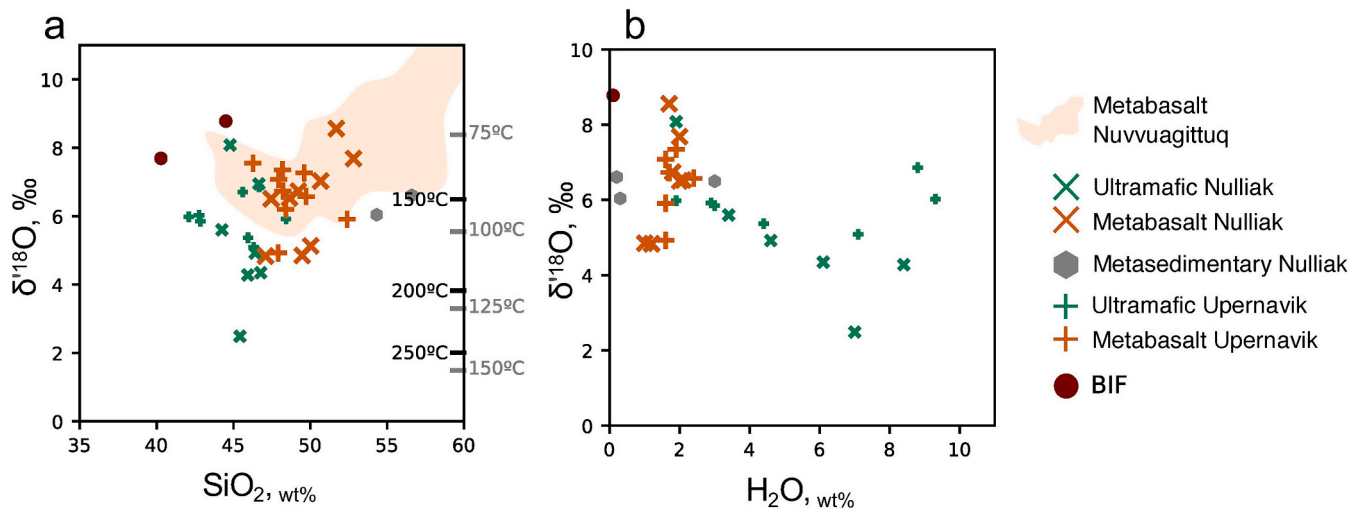 a
δ'¹⁸O, ‰
10
8
6
4
2
0
35
40
45
50
55
60
SiO₂, wt%
75ºC
150ºC
100ºC
200ºC
125ºC
250ºC
150ºC
b
δ'¹⁸O, ‰
10
8
6
4
2
0
0
2
4
6
8
10
H₂O, wt%
Metabasalt
Nuvvuagittuq
Ultramafic Nulliak
Metabasalt Nulliak
Metasedimentary Nulliak
Ultramafic Upernavik
Metabasalt Upernavik
BIF